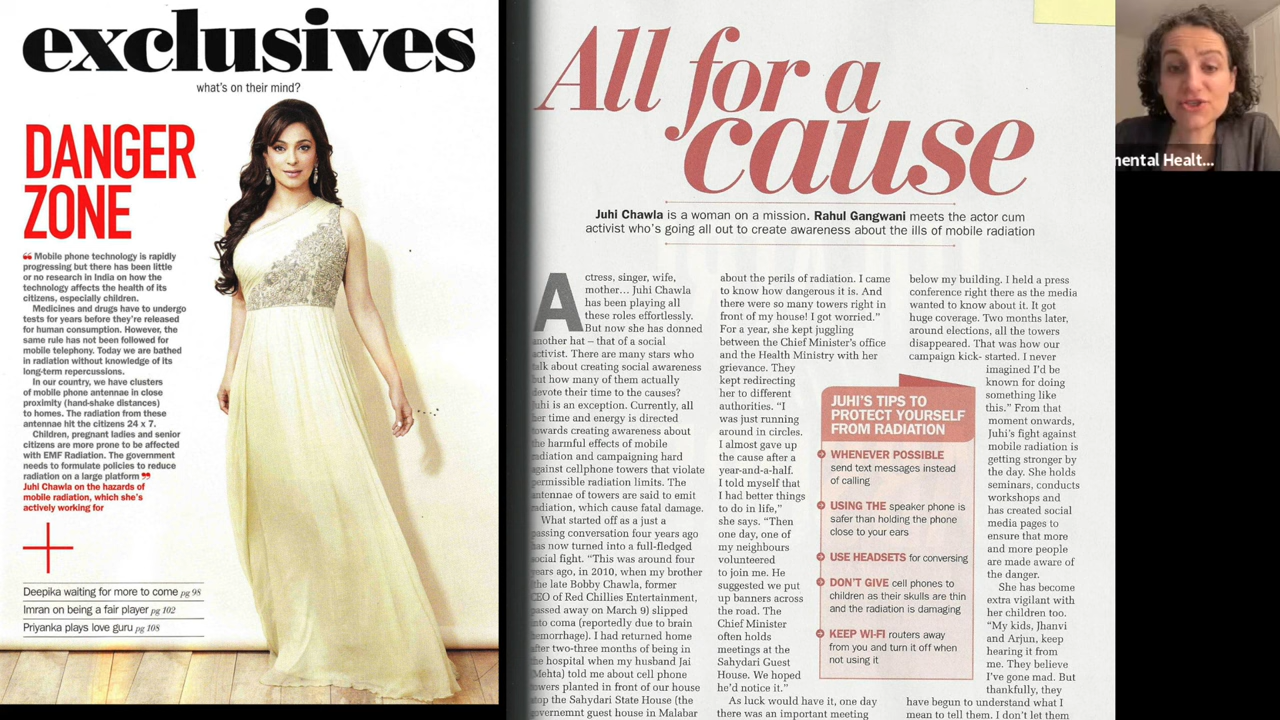 exclusives
what's on their mind?
DANGER
ZONE
❝ Mobile phone technology is rapidly
progressing but there has been little
or no research in India on how the
technology affects the health of its
citizens, especially children.
Medicines and drugs have to undergo
tests for years before they're released
for human consumption. However, the
same rule has not been followed for
mobile telephony. Today we are bathed
in radiation without knowledge of its
long-term repercussions.
In our country, we have clusters
of mobile phone antennae in close
proximity (hand-shake distances)
to homes. The radiation from these
antennae hit the citizens 24 x 7.
Children, pregnant ladies and senior
citizens are more prone to be affected
with EMF Radiation. The government
needs to formulate policies to reduce
radiation on a large platform ❞
Juhi Chawla on the hazards of
mobile radiation, which she's
actively working for
Deepika waiting for more to come pg 98
Imran on being a fair player pg 102
Priyanka plays love guru pg 108
All for a
cause
Juhi Chawla is a woman on a mission. Rahul Gangwani meets the actor cum
activist who's going all out to create awareness about the ills of mobile radiation
Actress, singer, wife,
mother... Juhi Chawla
has been playing all
these roles effortlessly.
But now she has donned
another hat – that of a social
activist. There are many stars who
talk about creating social awareness
but how many of them actually
devote their time to the causes?
Juhi is an exception. Currently, all
her time and energy is directed
towards creating awareness about
the harmful effects of mobile
radiation and campaigning hard
against cellphone towers that violate
permissible radiation limits. The
antennae of towers are said to emit
radiation, which cause fatal damage.
What started off as just a
passing conversation four years ago
has now turned into a full-fledged
social fight. "This was around four
years ago, in 2010, when my brother
(the late Bobby Chawla, former
CEO of Red Chillies Entertainment,
passed away on March 9) slipped
into coma (reportedly due to brain
hemorrhage). I had returned home
after two-three months of being in
the hospital when my husband Jai
(Mehta) told me about cell phone
towers planted in front of our house
atop the Sahydari State House (the
governemnt guest house in Malabar
about the perils of radiation. I came
to know how dangerous it is. And
there were so many towers right in
front of my house! I got worried."
For a year, she kept juggling
between the Chief Minister's office
and the Health Ministry with her
grievance. They
kept redirecting
her to different
authorities. "I
was just running
around in circles.
I almost gave up
the cause after a
year-and-a-half.
I told myself that
I had better things
to do in life,"
she says. "Then
one day, one of
my neighbours
volunteered
to join me. He
suggested we put
up banners across
the road. The
Chief Minister
often holds
meetings at the
Sahydari Guest
House. We hoped
he'd notice it."
As luck would have it, one day
there was an important meeting
JUHI'S TIPS TO
PROTECT YOURSELF
FROM RADIATION
WHENEVER POSSIBLE
send text messages instead
of calling
USING THE speaker phone is
safer than holding the phone
close to your ears
USE HEADSETS for conversing
DON'T GIVE cell phones to
children as their skulls are thin
and the radiation is damaging
KEEP WI-FI routers away
from you and turn it off when
not using it
below my building. I held a press
conference right there as the media
wanted to know about it. It got
huge coverage. Two months later,
around elections, all the towers
disappeared. That was how our
campaign kick- started. I never
imagined I'd be
known for doing
something like
this." From that
moment onwards,
Juhi's fight against
mobile radiation is
getting stronger by
the day. She holds
seminars, conducts
workshops and
has created social
media pages to
ensure that more
and more people
are made aware of
the danger.
She has become
extra vigilant with
her children too.
"My kids, Jhanvi
and Arjun, keep
hearing it from
me. They believe
I've gone mad. But
thankfully, they
have begun to understand what I
mean to tell them. I don't let them
mental Healt...